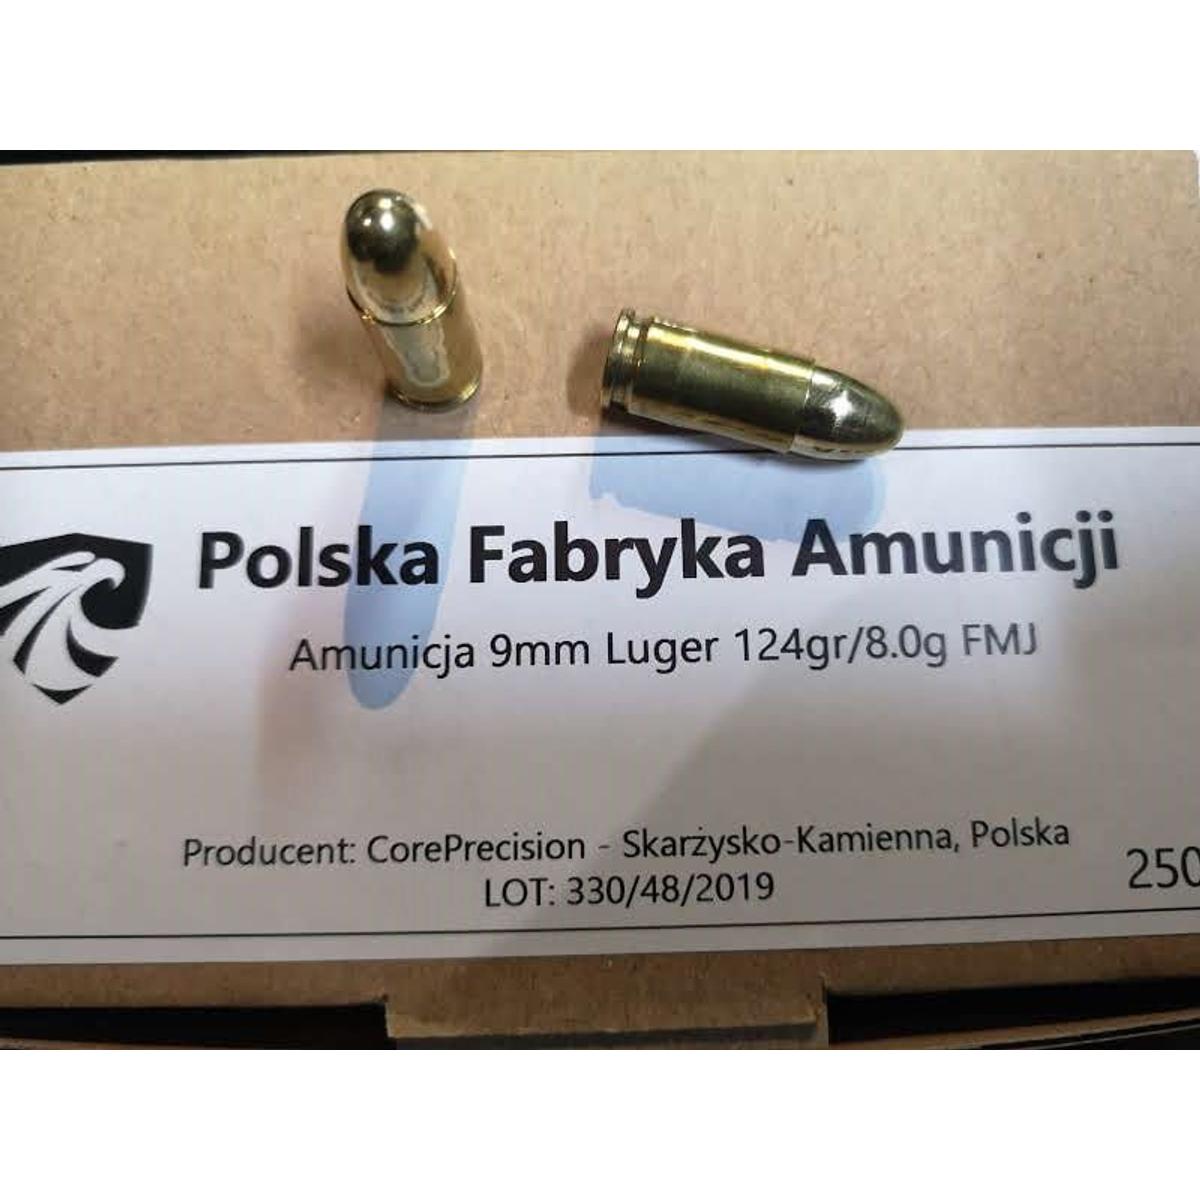 Polska Fabryka Amunicji
Amunicja 9mm Luger 124gr/8.0g FMJ
Producent: CorePrecision - Skarżysko-Kamienna, Polska
LOT: 330/48/2019
250